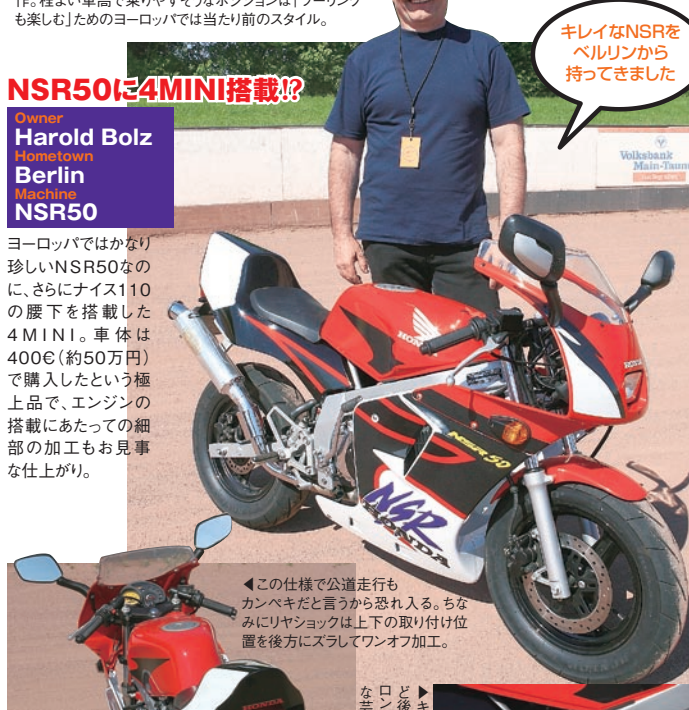 作。程よい車高で乗りやすそうなポジションは「ツーリング
も楽しむ」ためのヨーロッパでは当たり前のスタイル。
キレイなNSRを
ベルリンから
持ってきました
NSR50に4MINI搭載!?
Owner
Harold Bolz
Hometown
Berlin
Machine
NSR50
ヨーロッパではかなり
珍しいNSR50なの
に、さらにナイス110
の腰下を搭載した
4MINI。車体は
400€(約50万円)
で購入したという極
上品で、エンジンの
搭載にあたっての細
部の加工もお見事
な仕上がり。
Volksbank
Main-Taunu
HONDA
HONDA
NSR50
NSR
HONDA
◀この仕様で公道走行も
カンペキだと言うから恐れ入る。ちな
みにリヤショックは上下の取り付け位
置を後方にズラしてワンオフ加工。
HONDA
▶キ
ど後
ロン
な芸